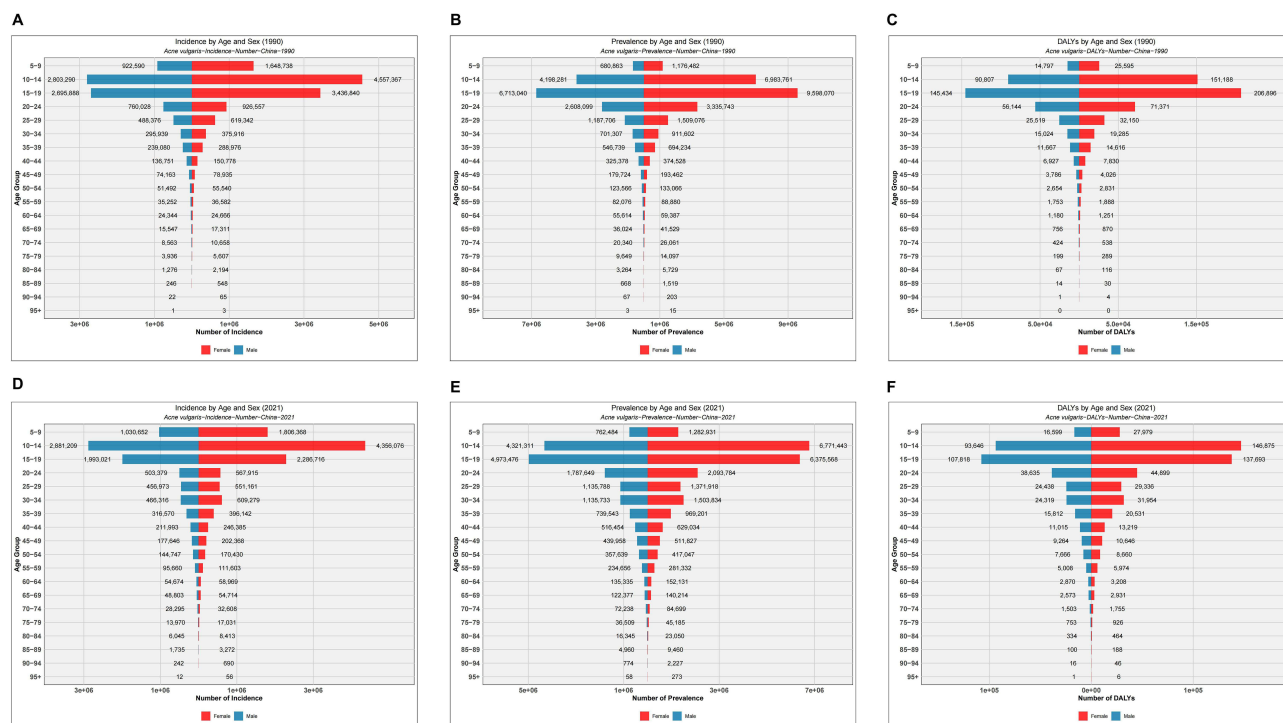 A
Incidence by Age and Sex (1990)
Acne vulgaris−Incidence−Number−China−1990
Age Group
5−9 922,590 1,648,738
10−14 2,803,290 4,557,367
15−19 2,695,888 3,436,840
20−24 760,028 926,557
25−29 488,376 619,342
30−34 295,939 375,916
35−39 239,080 288,976
40−44 136,751 150,778
45−49 74,163 78,935
50−54 51,492 55,540
55−59 35,252 36,582
60−64 24,344 24,666
65−69 15,547 17,311
70−74 8,563 10,658
75−79 3,936 5,607
80−84 1,276 2,194
85−89 246 548
90−94 22 65
95+ 1 3
3e+06 1e+06 1e+06 5e+06
Number of Incidence
Female Male
B
Prevalence by Age and Sex (1990)
Acne vulgaris−Prevalence−Number−China−1990
Age Group
5−9 680,863 1,176,462
10−14 4,198,281 6,983,761
15−19 6,713,040 9,598,070
20−24 2,608,099 3,335,743
25−29 1,187,706 1,509,076
30−34 701,307 911,602
35−39 546,739 694,234
40−44 325,378 374,528
45−49 179,724 193,462
50−54 123,566 133,066
55−59 82,076 88,880
60−64 55,614 59,387
65−69 36,024 41,529
70−74 20,340 26,061
75−79 9,649 14,097
80−84 3,264 5,729
85−89 668 1,519
90−94 67 203
95+ 3 15
7e+06 3e+06 1e+06 5e+06 9e+06
Number of Prevalence
Female Male
C
DALYs by Age and Sex (1990)
Acne vulgaris−DALYs−Number−China−1990
Age Group
5−9 14,797 25,595
10−14 90,807 151,188
15−19 145,434 206,896
20−24 56,144 71,371
25−29 25,519 32,150
30−34 15,024 19,285
35−39 11,667 14,616
40−44 6,927 7,830
45−49 3,786 4,026
50−54 2,654 2,831
55−59 1,753 1,888
60−64 1,180 1,251
65−69 756 870
70−74 424 538
75−79 199 289
80−84 67 116
85−89 14 30
90−94 1 4
95+ 0 0
1.5e+05 5.0e+04 5.0e+04 1.5e+05
Number of DALYs
Female Male
D
Incidence by Age and Sex (2021)
Acne vulgaris−Incidence−Number−China−2021
Age Group
5−9 1,030,652 1,806,368
10−14 2,881,209 4,356,076
15−19 1,993,021 2,286,716
20−24 503,379 567,915
25−29 456,973 551,161
30−34 466,316 609,279
35−39 316,570 396,142
40−44 211,993 246,385
45−49 177,646 202,368
50−54 144,747 170,430
55−59 95,660 111,603
60−64 54,674 58,969
65−69 48,803 54,714
70−74 28,295 32,608
75−79 13,970 17,031
80−84 6,045 8,413
85−89 1,735 3,272
90−94 242 690
95+ 12 56
3e+06 1e+06 1e+06 3e+06
Number of Incidence
Female Male
E
Prevalence by Age and Sex (2021)
Acne vulgaris−Prevalence−Number−China−2021
Age Group
5−9 762,484 1,282,931
10−14 4,321,311 6,771,443
15−19 4,973,476 6,375,568
20−24 1,787,649 2,093,784
25−29 1,135,788 1,371,918
30−34 1,135,733 1,503,834
35−39 739,543 969,201
40−44 516,454 629,034
45−49 439,958 511,827
50−54 357,639 417,047
55−59 234,656 281,332
60−64 135,335 152,131
65−69 122,377 140,214
70−74 72,238 84,699
75−79 36,509 45,185
80−84 16,345 23,050
85−89 4,960 9,460
90−94 774 2,227
95+ 58 273
5e+06 1e+06 3e+06 7e+06
Number of Prevalence
Female Male
F
DALYs by Age and Sex (2021)
Acne vulgaris−DALYs−Number−China−2021
Age Group
5−9 16,599 27,979
10−14 93,646 146,875
15−19 107,818 137,693
20−24 38,635 44,899
25−29 24,438 29,336
30−34 24,319 31,954
35−39 15,812 20,531
40−44 11,015 13,219
45−49 9,264 10,646
50−54 7,666 8,660
55−59 5,006 5,974
60−64 2,870 3,208
65−69 2,573 2,931
70−74 1,503 1,755
75−79 753 926
80−84 334 464
85−89 100 188
90−94 16 46
95+ 1 6
1e+05 0e+00 1e+05
Number of DALYs
Female Male